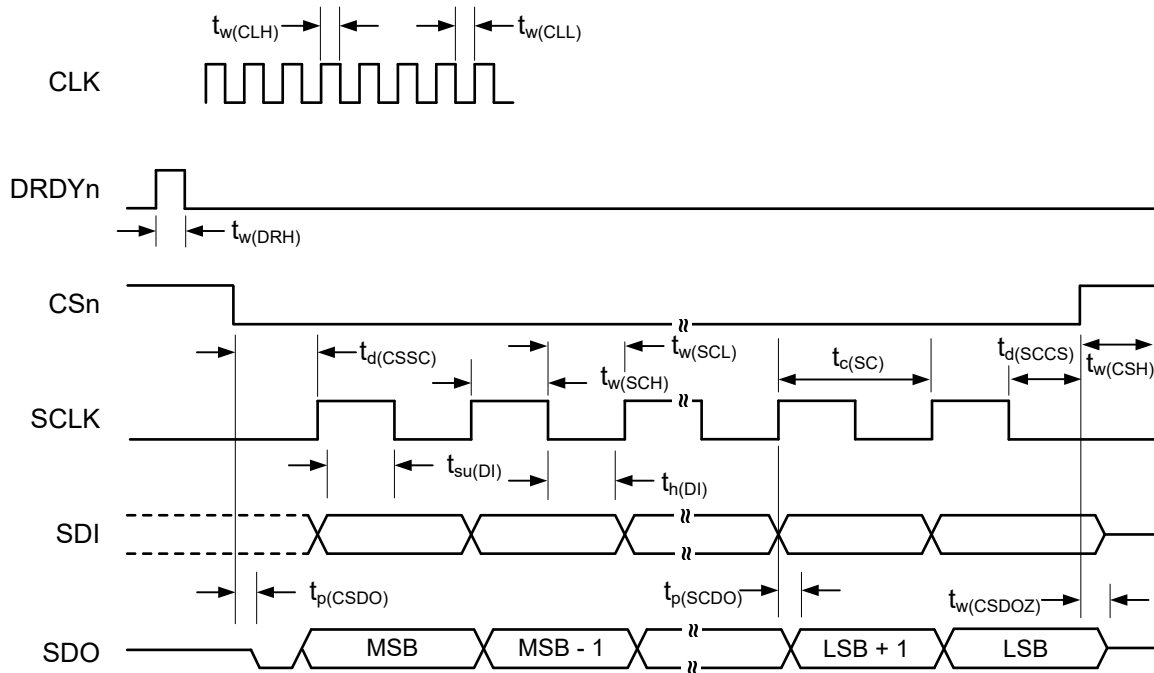 tw(CLH)
tw(CLL)
CLK
DRDYn
tw(DRH)
CSn
td(CSSC)
tw(SCL)
tc(SC)
td(SCCS)
tw(CSH)
tw(SCH)
SCLK
tsu(DI)
th(DI)
SDI
tp(CSDO)
tp(SCDO)
tw(CSDOZ)
SDO
MSB
MSB - 1
LSB + 1
LSB